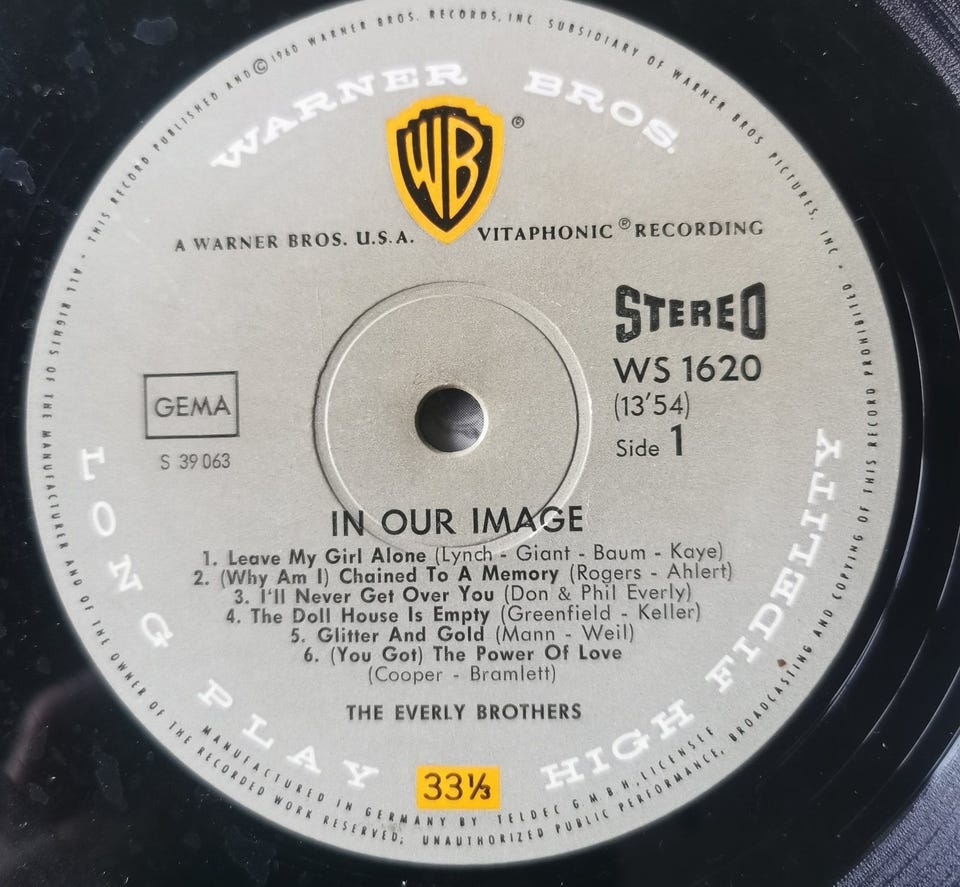 WARNER BROS.
WB
®
A WARNER BROS. U.S.A. VITAPHONIC ® RECORDING
STEREO
WS 1620
(13'54)
Side 1
GEMA
S 39 063
IN OUR IMAGE
1. Leave My Girl Alone (Lynch - Giant - Baum - Kaye)
2. (Why Am I) Chained To A Memory (Rogers - Ahlert)
3. I'll Never Get Over You (Don & Phil Everly)
4. The Doll House Is Empty (Greenfield - Keller)
5. Glitter And Gold (Mann - Weil)
6. (You Got) The Power Of Love
(Cooper - Bramlett)
THE EVERLY BROTHERS
LONG PLAY
33⅓
HIGH FIDELITY
MANUFACTURED IN GERMANY BY TELDEC G.M.B.H, LICENSEE
THIS RECORD PUBLISHED AND © 1960 WARNER BROS. RECORDS, INC SUBSIDIARY OF WARNER BROS PICTURES, INC •
ALL RIGHTS OF THE MANUFACTURER AND OF THE OWNER OF THE RECORDED WORK RESERVED; UNAUTHORIZED PUBLIC PERFORMANCE, BROADCASTING AND COPYING OF THIS RECORD PROHIBITED •